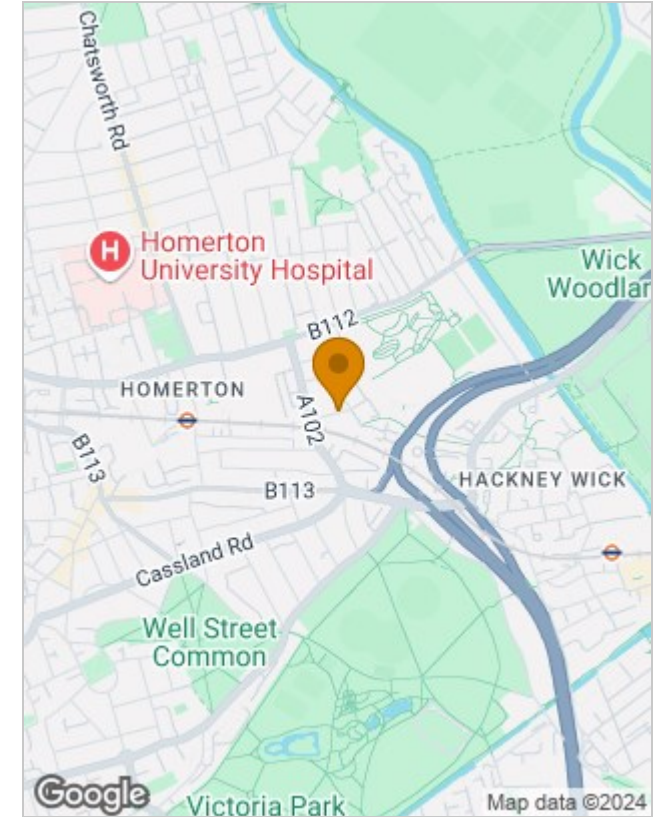 Chatsworth Rd
H
Homerton
University Hospital
Wick
Woodlan
B112
HOMERTON
A102
B113
B113
HACKNEY WICK
Cassland Rd
Well Street
Common
Victoria Park
Google
Map data ©2024